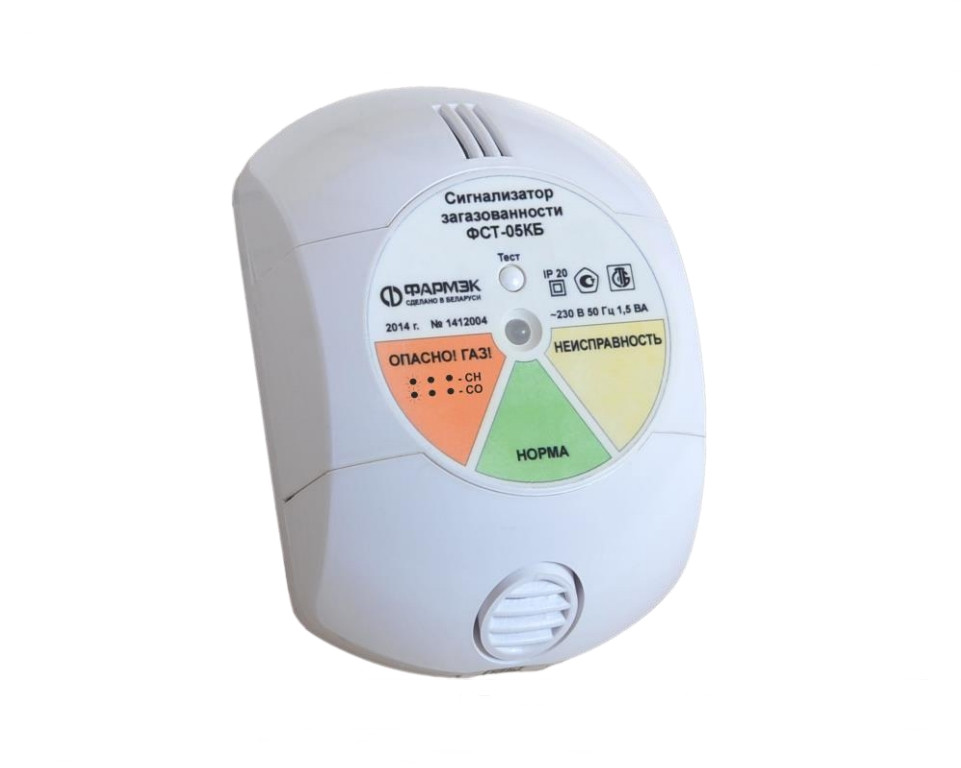 Сигнализатор
загазованности
ФСТ-05КБ
Тест
IP 20
ФАРМЭК
СДЕЛАНО В БЕЛАРУСИ
~230 В 50 Гц 1,5 ВА
2014 г. № 1412004
ОПАСНО! ГАЗ!
НЕИСПРАВНОСТЬ
- CH
- CO
НОРМА